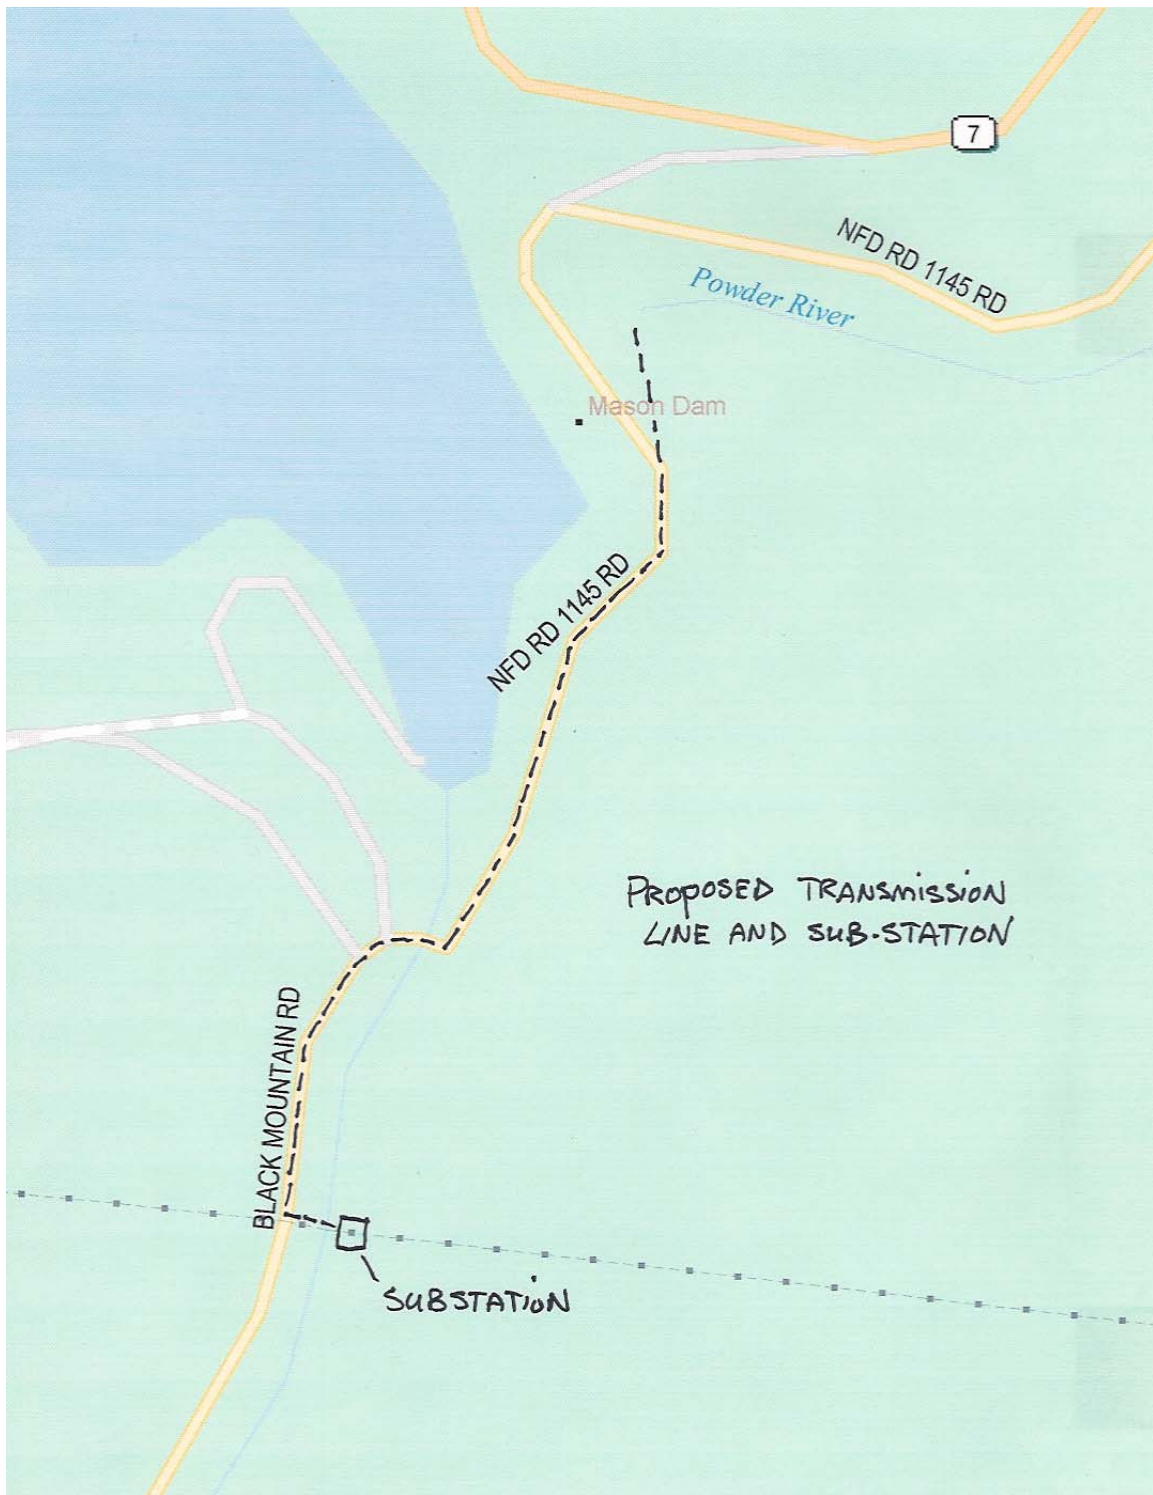 7
NFD RD 1145 RD
Powder River
Mason Dam
NFD RD 1145 RD
PROPOSED TRANSMISSION
LINE AND SUB-STATION
BLACK MOUNTAIN RD
SUBSTATION